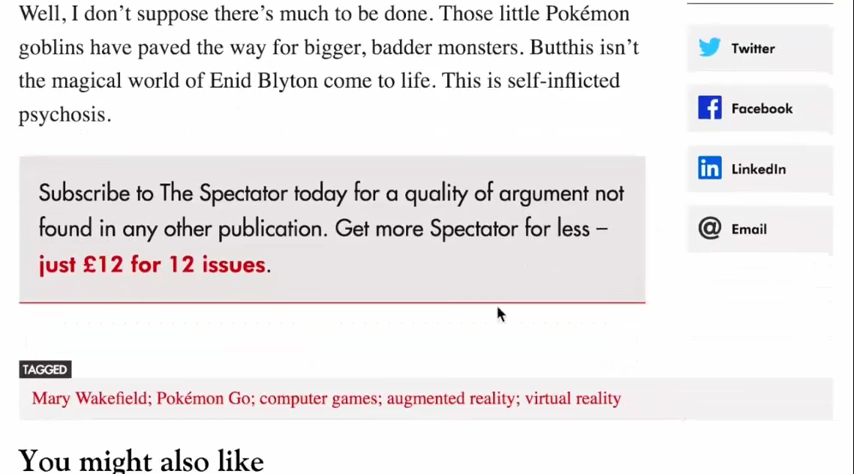 Well, I don’t suppose there’s much to be done. Those little Pokémon
goblins have paved the way for bigger, badder monsters. Butthis isn’t
the magical world of Enid Blyton come to life. This is self-inflicted
psychosis.
Subscribe to The Spectator today for a quality of argument not
found in any other publication. Get more Spectator for less –
just £12 for 12 issues.
Twitter
Facebook
LinkedIn
Email
TAGGED
Mary Wakefield; Pokémon Go; computer games; augmented reality; virtual reality
You might also like